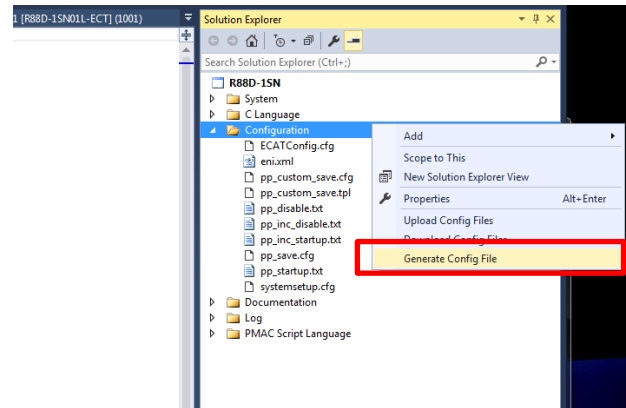 1 [R88D-1SN01L-ECT] (1001)
Solution Explorer
Search Solution Explorer (Ctrl+;)
R88D-1SN
System
C Language
Configuration
ECATConfig.cfg
eni.xml
pp_custom_save.cfg
pp_custom_save.tpl
pp_disable.txt
pp_inc_disable.txt
pp_inc_startup.txt
pp_save.cfg
pp_startup.txt
systemsetup.cfg
Documentation
Log
PMAC Script Language
Add
Scope to This
New Solution Explorer View
Properties Alt+Enter
Upload Config Files
Download Config Files
Generate Config File